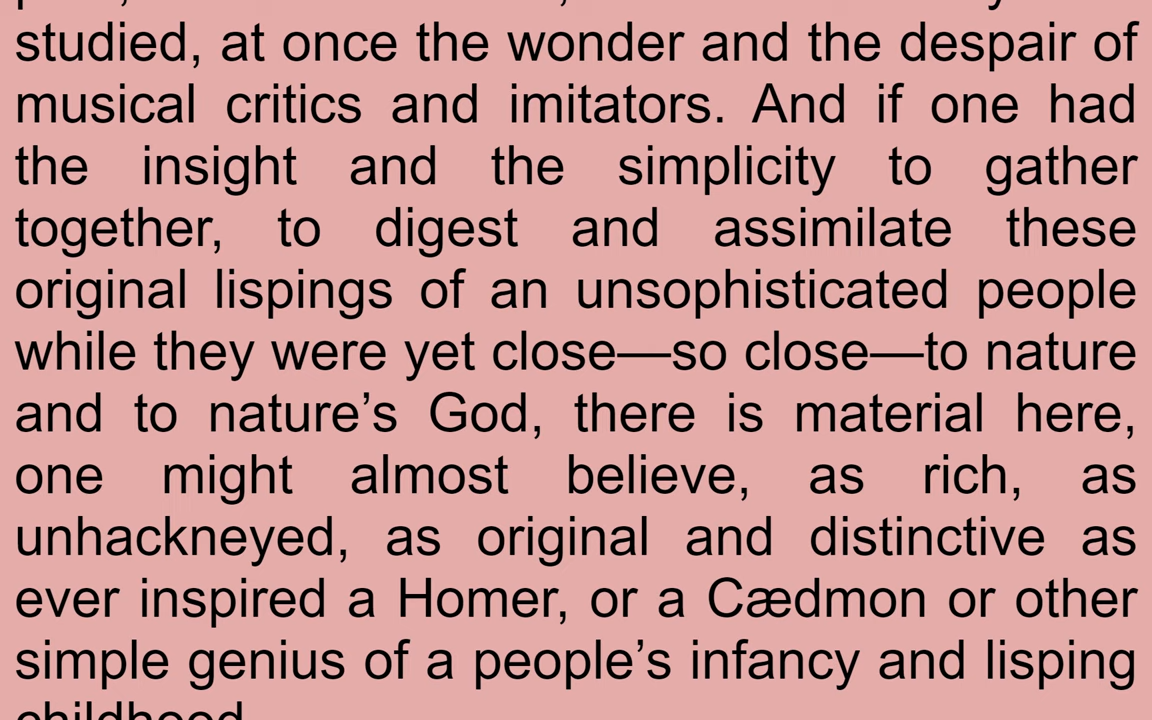 studied, at once the wonder and the despair of
musical critics and imitators. And if one had
the insight and the simplicity to gather
together, to digest and assimilate these
original lispings of an unsophisticated people
while they were yet close—so close—to nature
and to nature’s God, there is material here,
one might almost believe, as rich, as
unhackneyed, as original and distinctive as
ever inspired a Homer, or a Cædmon or other
simple genius of a people’s infancy and lisping
childhood